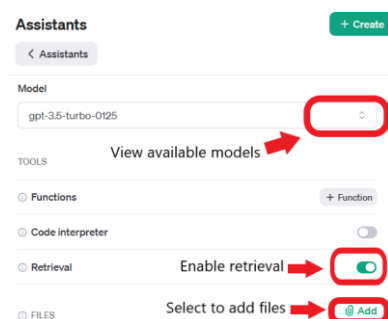 Assistants
+ Create
< Assistants
Model
gpt-3.5-turbo-0125
View available models
TOOLS
Functions
+ Function
Code interpreter
Retrieval
Enable retrieval
FILES
Select to add files
Add